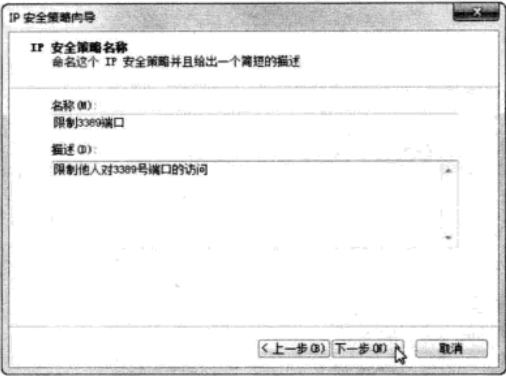 IP 安全策略向导
IP 安全策略名称
命名这个 IP 安全策略并且给出一个简短的描述
名称(M):
限制3389端口
描述(D):
限制他人对3389号端口的访问
< 上一步(B) 下一步(N) > 取消